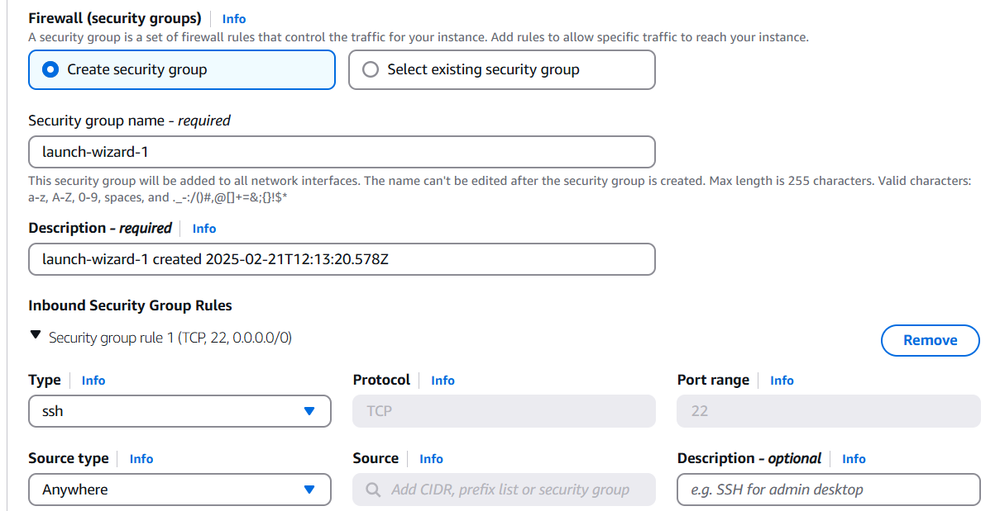 Firewall (security groups) Info
A security group is a set of firewall rules that control the traffic for your instance. Add rules to allow specific traffic to reach your instance.
Create security group Select existing security group
Security group name - required
launch-wizard-1
This security group will be added to all network interfaces. The name can't be edited after the security group is created. Max length is 255 characters. Valid characters:
a-z, A-Z, 0-9, spaces, and ._-:/()#,@[]+=&;{}!$*
Description - required Info
launch-wizard-1 created 2025-02-21T12:13:20.578Z
Inbound Security Group Rules
Security group rule 1 (TCP, 22, 0.0.0.0/0)
Remove
Type Info Protocol Info Port range Info
ssh TCP 22
Source type Info Source Info Description - optional Info
Anywhere Add CIDR, prefix list or security group e.g. SSH for admin desktop